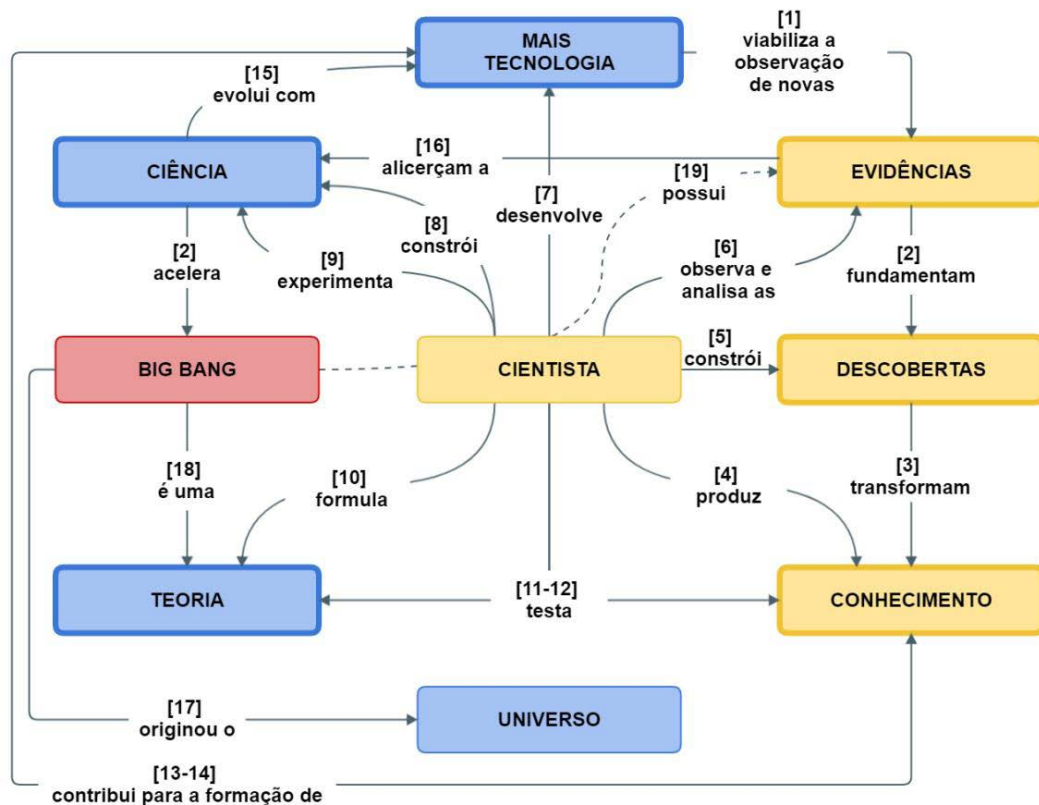 [1]
viabiliza a
observação
de novas
MAIS
TECNOLOGIA
[15]
evolui com
CIÊNCIA
[16]
alicerçam a
[19]
possui
EVIDÊNCIAS
[7]
desenvolve
[8]
constrói
[2]
acelera
[9]
experimenta
[6]
observa e
analisa as
[2]
fundamentam
BIG BANG
CIENTISTA
[5]
constrói
DESCOBERTAS
[18]
é uma
[10]
formula
[4]
produz
[3]
transformam
TEORIA
[11-12]
testa
CONHECIMENTO
[17]
originou o
UNIVERSO
[13-14]
contribui para a formação de